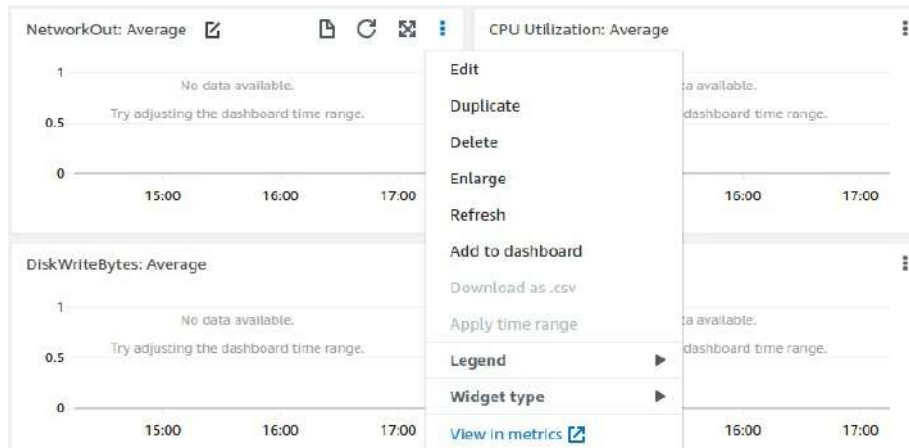 NetworkOut: Average
CPU Utilization: Average
1
No data available.
Try adjusting the dashboard time range.
0.5
0
15:00 16:00 17:00
Edit
Duplicate
Delete
Enlarge
Refresh
Add to dashboard
Download as .csv
Apply time range
Legend
Widget type
View in metrics
available.
dashboard time range.
16:00 17:00
DiskWriteBytes: Average
1
No data available.
Try adjusting the dashboard time range.
0.5
0
15:00 16:00 17:00
available.
dashboard time range.
16:00 17:00